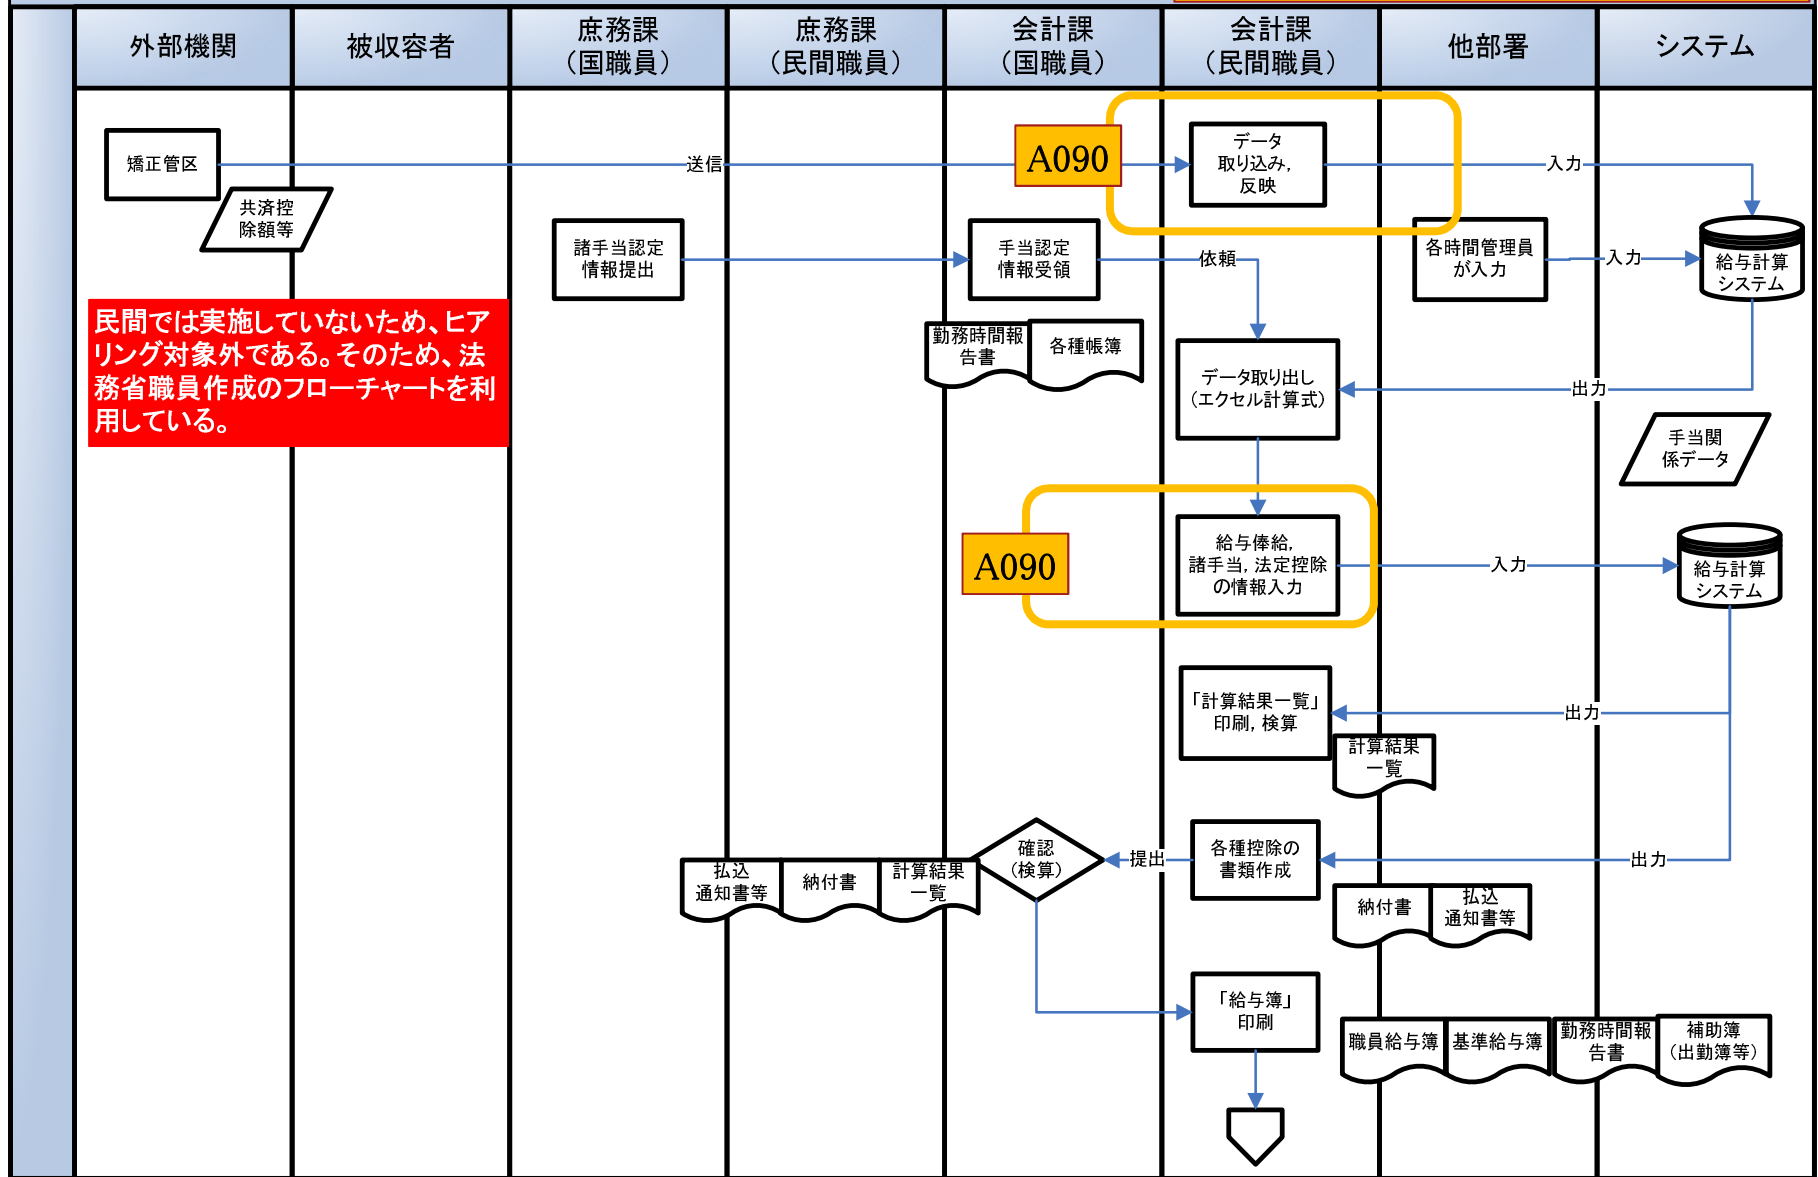 外部機関
被収容者
庶務課
（国職員）
庶務課
（民間職員）
会計課
（国職員）
会計課
（民間職員）
他部署
システム
矯正管区
共済控
除額等
送信
A090
データ
取り込み，
反映
入力
諸手当認定
情報提出
手当認定
情報受領
依頼
各時間管理員
が入力
入力
給与計算
システム
民間では実施していないため、ヒア
リング対象外である。そのため、法
務省職員作成のフローチャートを利
用している。
勤務時間報
告書
各種帳簿
データ取り出し
（エクセル計算式）
出力
手当関
係データ
A090
給与俸給，
諸手当，法定控除
の情報入力
入力
給与計算
システム
「計算結果一覧」
印刷，検算
出力
計算結果
一覧
払込
通知書等
納付書
計算結果
一覧
確認
（検算）
提出
各種控除の
書類作成
出力
納付書
払込
通知書等
「給与簿」
印刷
職員給与簿
基準給与簿
勤務時間報
告書
補助簿
（出勤簿等）